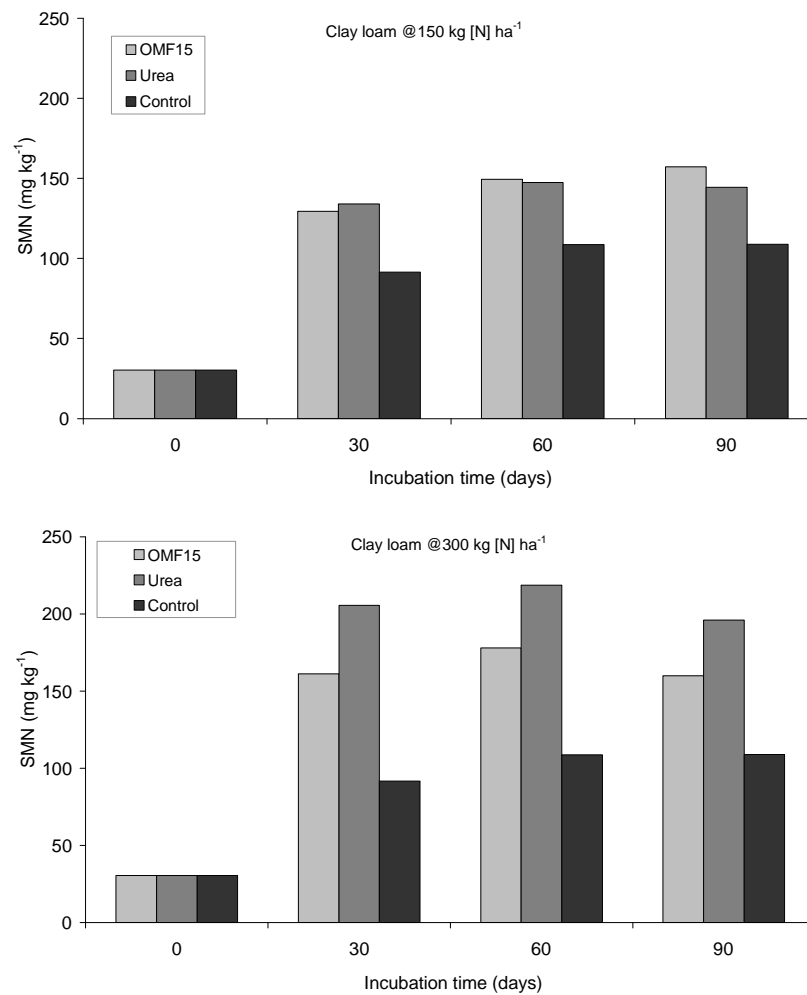 Clay loam @150 kg [N] ha-1
250
OMF15
Urea
Control
200
150
100
50
0
SMN (mg kg-1)
0 30 60 90
Incubation time (days)
Clay loam @300 kg [N] ha-1
250
OMF15
Urea
Control
200
150
100
50
0
SMN (mg kg-1)
0 30 60 90
Incubation time (days)